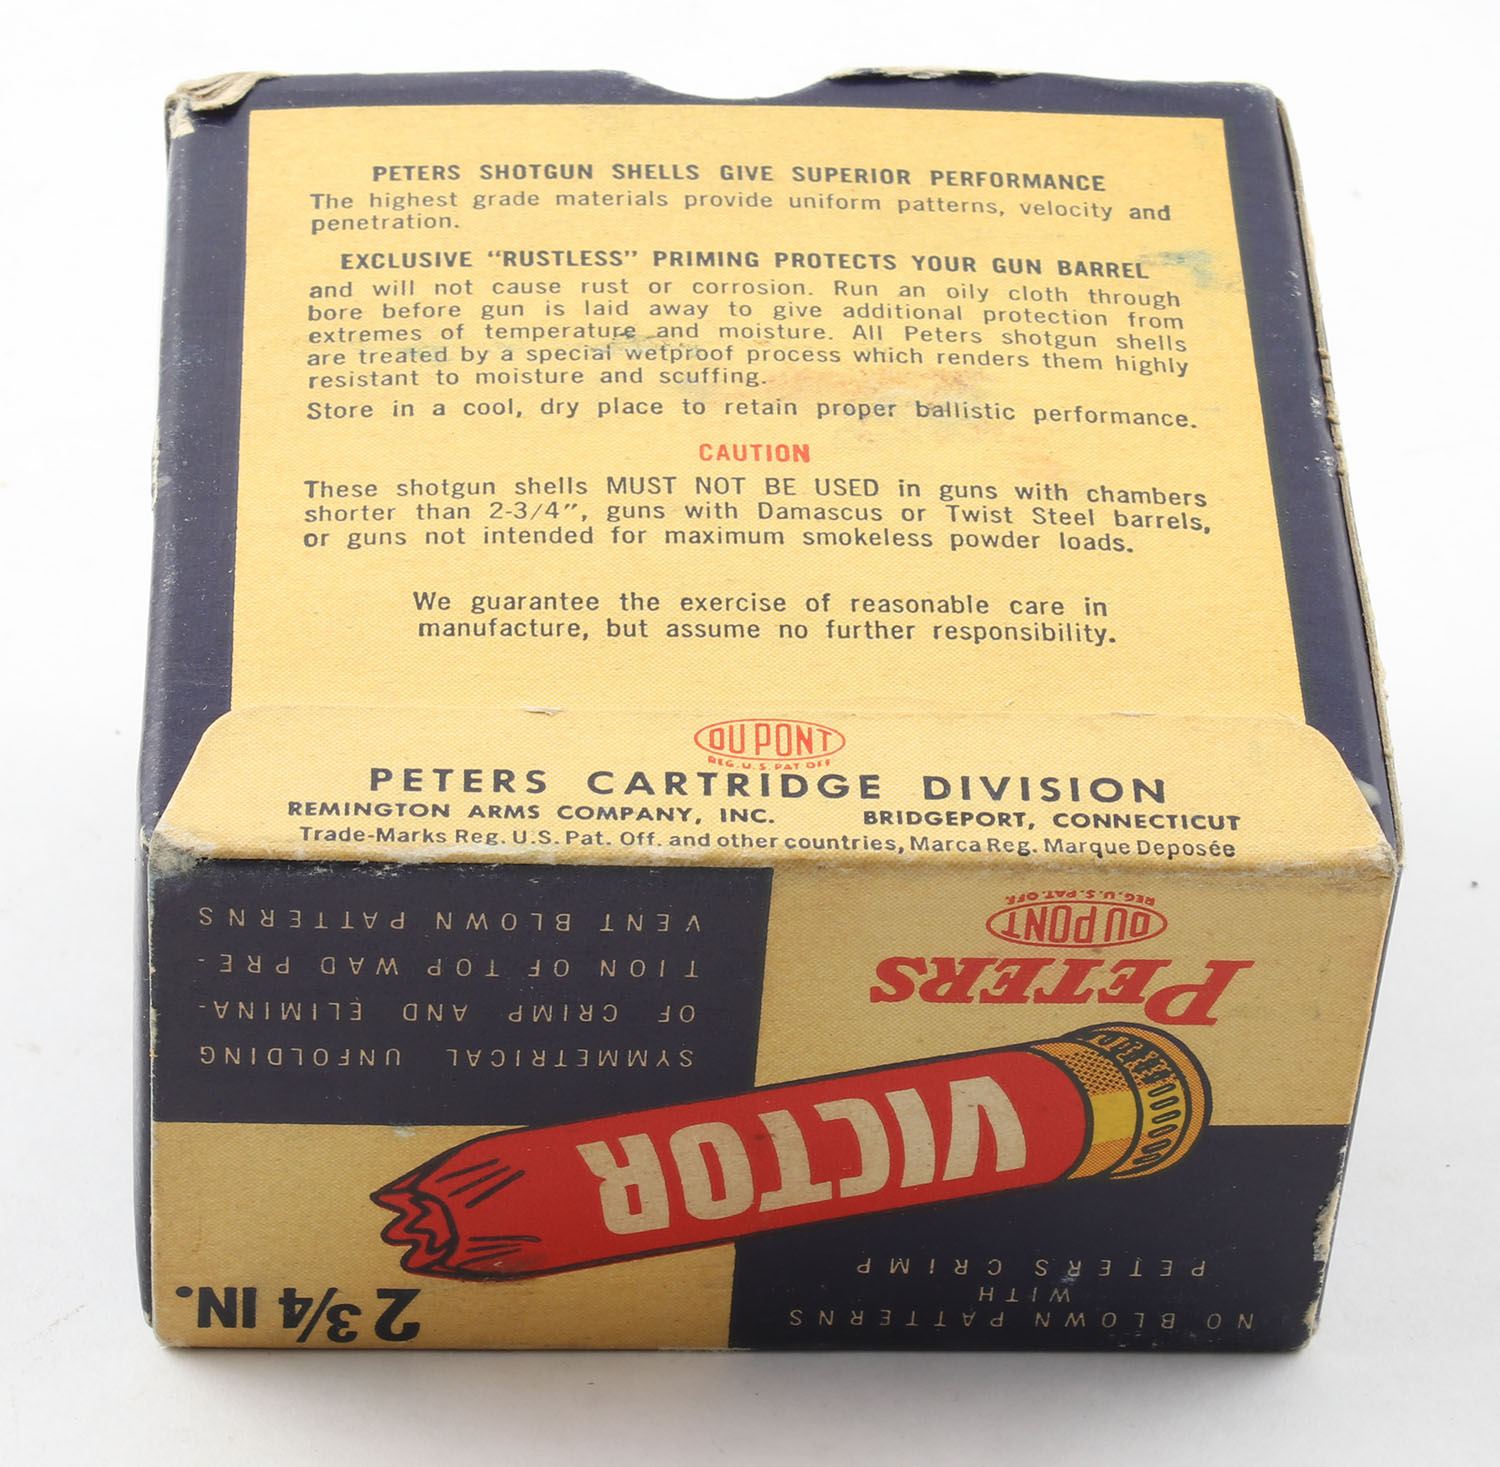 PETERS SHOTGUN SHELLS GIVE SUPERIOR PERFORMANCE
The highest grade materials provide uniform patterns, velocity and
penetration.
EXCLUSIVE “RUSTLESS” PRIMING PROTECTS YOUR GUN BARREL
and will not cause rust or corrosion. Run an oily cloth through
bore before gun is laid away to give additional protection from
extremes of temperature and moisture. All Peters shotgun shells
are treated by a special wetproof process which renders them highly
resistant to moisture and scuffing.
Store in a cool, dry place to retain proper ballistic performance.
CAUTION
These shotgun shells MUST NOT BE USED in guns with chambers
shorter than 2-3/4”, guns with Damascus or Twist Steel barrels,
or guns not intended for maximum smokeless powder loads.
We guarantee the exercise of reasonable care in
manufacture, but assume no further responsibility.
DU PONT
REG. U.S. PAT OFF
PETERS CARTRIDGE DIVISION
REMINGTON ARMS COMPANY, INC. BRIDGEPORT, CONNECTICUT
Trade-Marks Reg. U.S. Pat. Off. and other countries, Marca Reg. Marque Deposée
NO BLOWN PATTERNS
WITH
PETERS CRIMP
2 3/4 IN.
VICTOR
PETERS
DU PONT
REG. U.S. PAT. OFF.
SYMMETRICAL UNFOLDING
OF CRIMP AND ELIMINA-
TION OF TOP WAD PRE-
VENT BLOWN PATTERNS